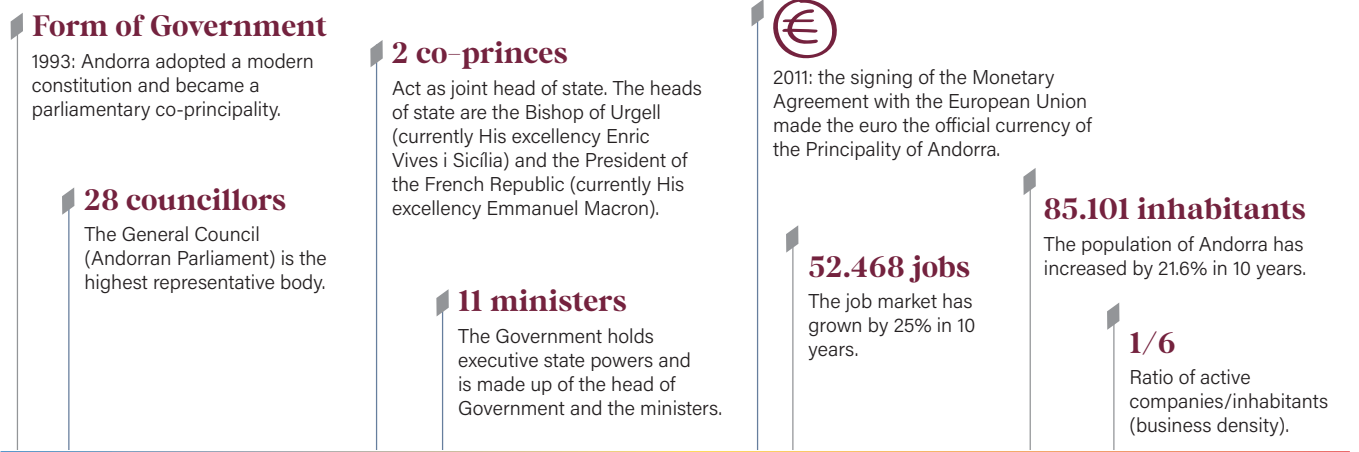 Form of Government
1993: Andorra adopted a modern
constitution and became a
parliamentary co-principality.
28 councillors
The General Council
(Andorran Parliament) is the
highest representative body.
2 co-princes
Act as joint head of state. The heads
of state are the Bishop of Urgell
(currently His excellency Enric
Vives i Sicília) and the President of
the French Republic (currently His
excellency Emmanuel Macron).
11 ministers
The Government holds
executive state powers and
is made up of the head of
Government and the ministers.
€
2011: the signing of the Monetary
Agreement with the European Union
made the euro the official currency of
the Principality of Andorra.
52.468 jobs
The job market has
grown by 25% in 10
years.
85.101 inhabitants
The population of Andorra has
increased by 21.6% in 10 years.
1/6
Ratio of active
companies/inhabitants
(business density).